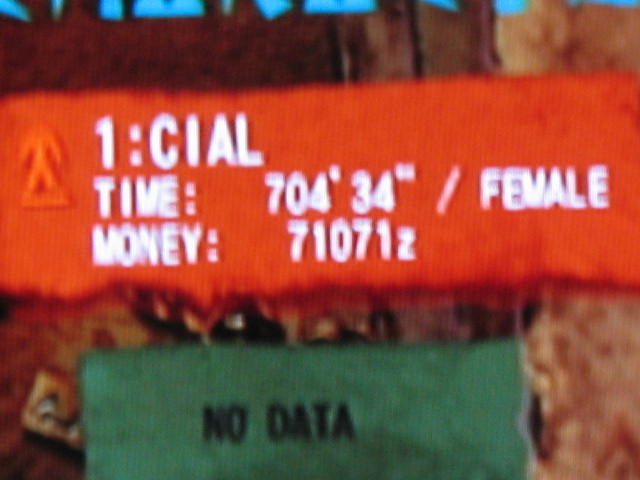 1:CIAL
TIME: 704' 34" / FEMALE
MONEY: 71071z
NO DATA